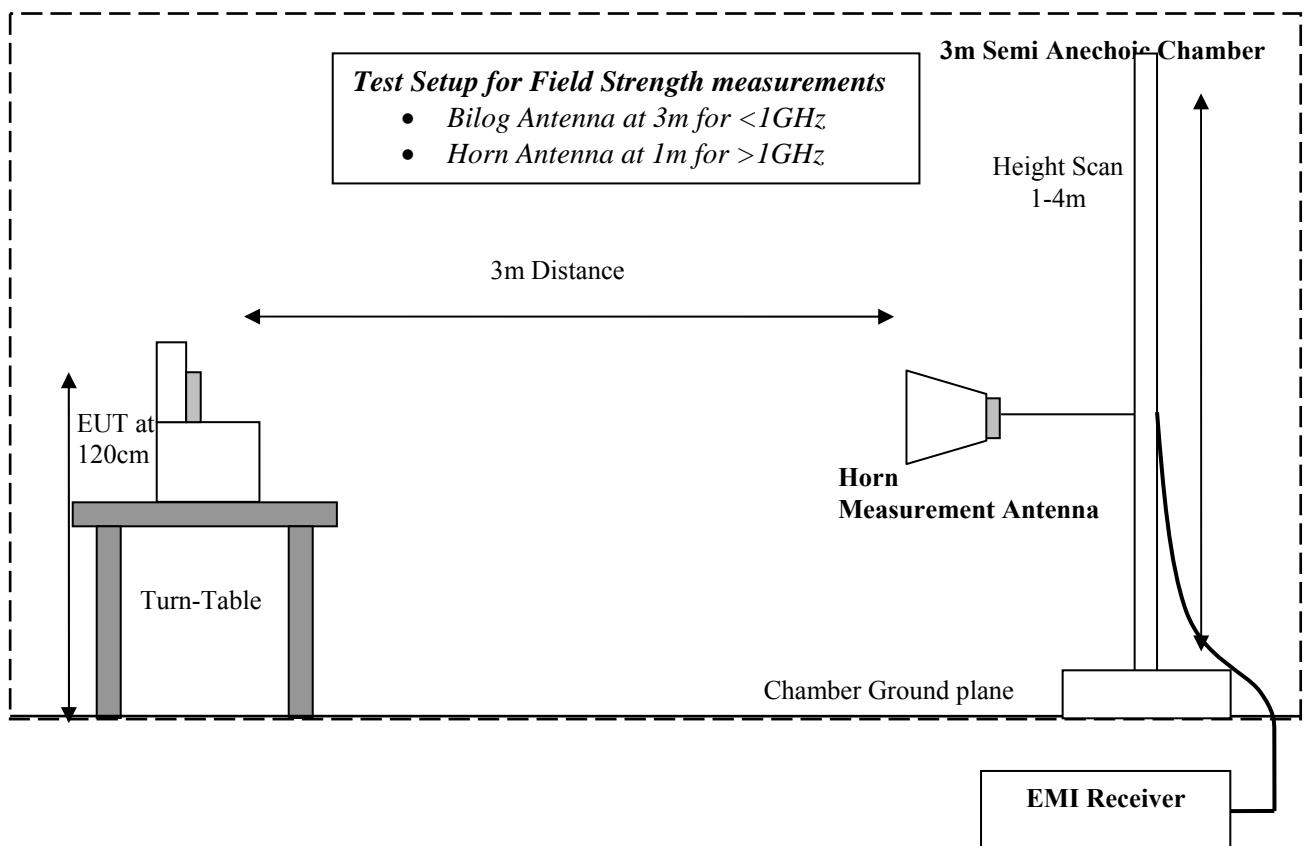 3m Semi Anechoic Chamber
Test Setup for Field Strength measurements
• Bilog Antenna at 3m for <1GHz
• Horn Antenna at 1m for >1GHz
Height Scan
1-4m
3m Distance
EUT at
120cm
Horn
Measurement Antenna
Turn-Table
Chamber Ground plane
EMI Receiver